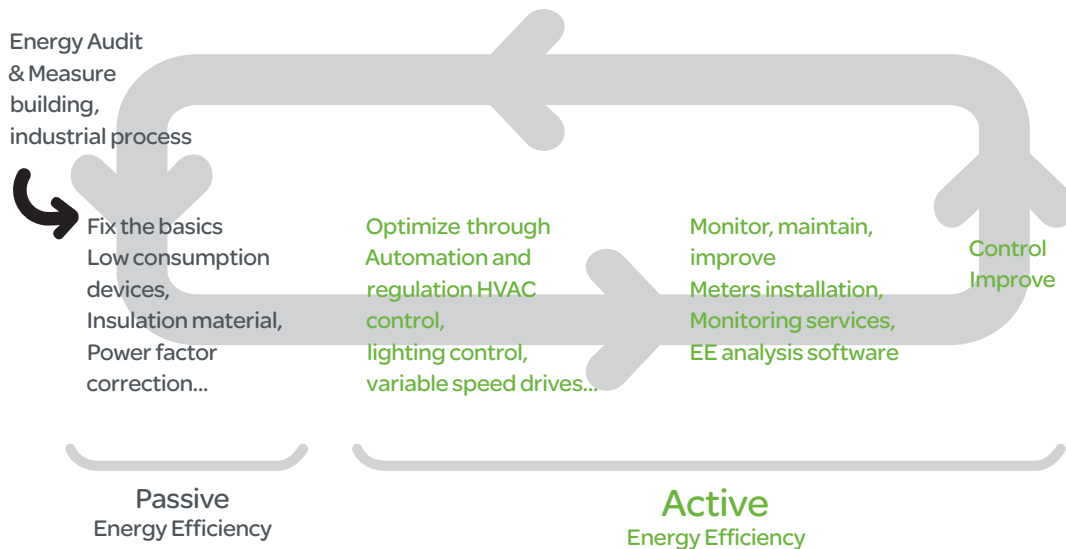 Energy Audit
& Measure
building,
industrial process
Fix the basics
Low consumption
devices,
Insulation material,
Power factor
correction...
Optimize through
Automation and
regulation HVAC
control,
lighting control,
variable speed drives...
Monitor, maintain,
improve
Meters installation,
Monitoring services,
EE analysis software
Control
Improve
Passive
Energy Efficiency
Active
Energy Efficiency